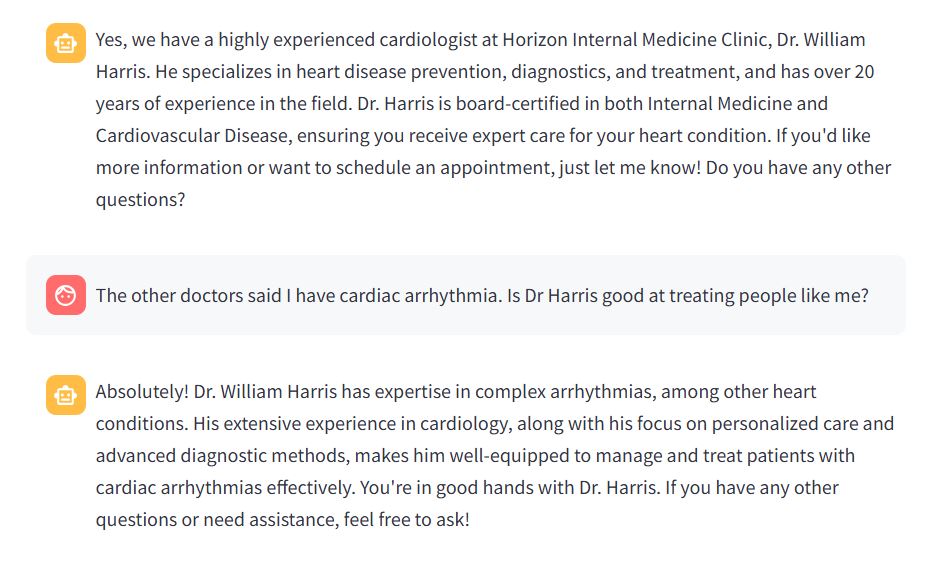 Yes, we have a highly experienced cardiologist at Horizon Internal Medicine Clinic, Dr. William
Harris. He specializes in heart disease prevention, diagnostics, and treatment, and has over 20
years of experience in the field. Dr. Harris is board-certified in both Internal Medicine and
Cardiovascular Disease, ensuring you receive expert care for your heart condition. If you'd like
more information or want to schedule an appointment, just let me know! Do you have any other
questions?
The other doctors said I have cardiac arrhythmia. Is Dr Harris good at treating people like me?
Absolutely! Dr. William Harris has expertise in complex arrhythmias, among other heart
conditions. His extensive experience in cardiology, along with his focus on personalized care and
advanced diagnostic methods, makes him well-equipped to manage and treat patients with
cardiac arrhythmias effectively. You're in good hands with Dr. Harris. If you have any other
questions or need assistance, feel free to ask!